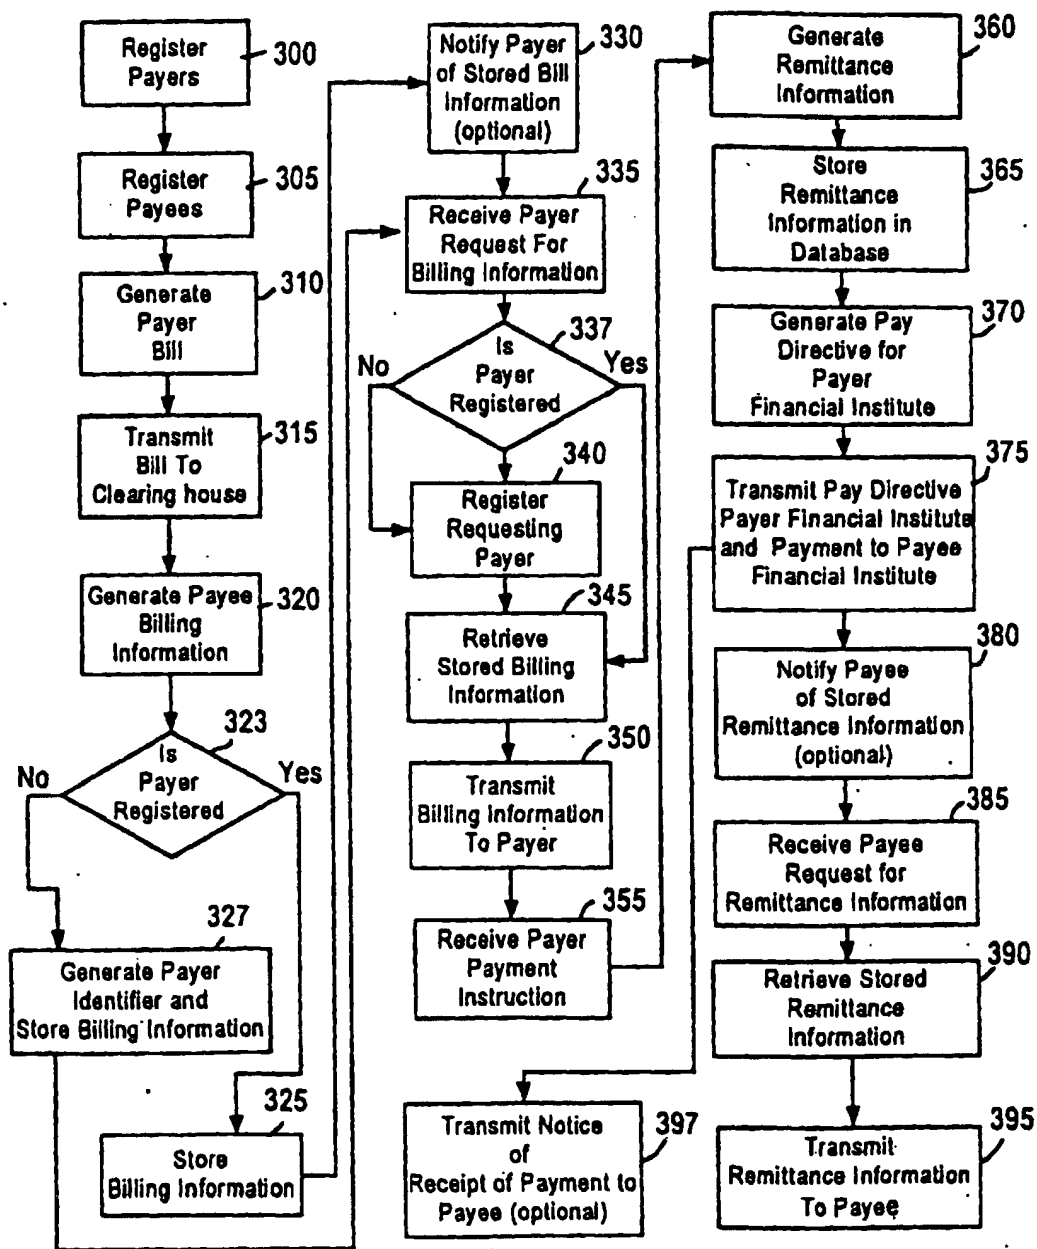 Register
Payers
300
Register
Payees
305
Generate
Payer
Bill
310
Transmit
Bill To
Clearing house
315
Generate Payee
Billing
Information
320
323
Is
Payer
Registered
No
Yes
327
Generate Payer
Identifier and
Store Billing Information
325
Store
Billing Information
330
Notify Payer
of Stored Bill
Information
(optional)
335
Receive Payer
Request For
Billing Information
337
Is
Payer
Registered
No
Yes
340
Register
Requesting
Payer
345
Retrieve
Stored Billing
Information
350
Transmit
Billing Information
To Payer
355
Receive Payer
Payment
Instruction
360
Generate
Remittance
Information
365
Store
Remittance
Information in
Database
370
Generate Pay
Directive for
Payer
Financial Institute
375
Transmit Pay Directive
Payer Financial Institute
and Payment to Payee
Financial Institute
380
Notify Payee
of Stored
Remittance Information
(optional)
385
Receive Payee
Request for
Remittance Information
390
Retrieve Stored
Remittance
Information
395
Transmit
Remittance Information
To Payee
397
Transmit Notice
of
Receipt of Payment to
Payee (optional)